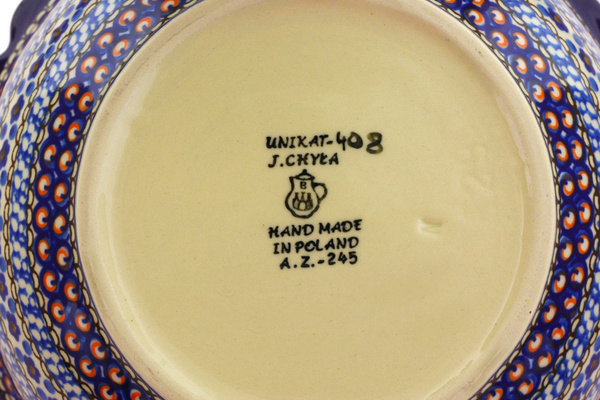 UNIKAT-408
J.CHYŁA
B
HAND MADE
IN POLAND
A.Z.-245